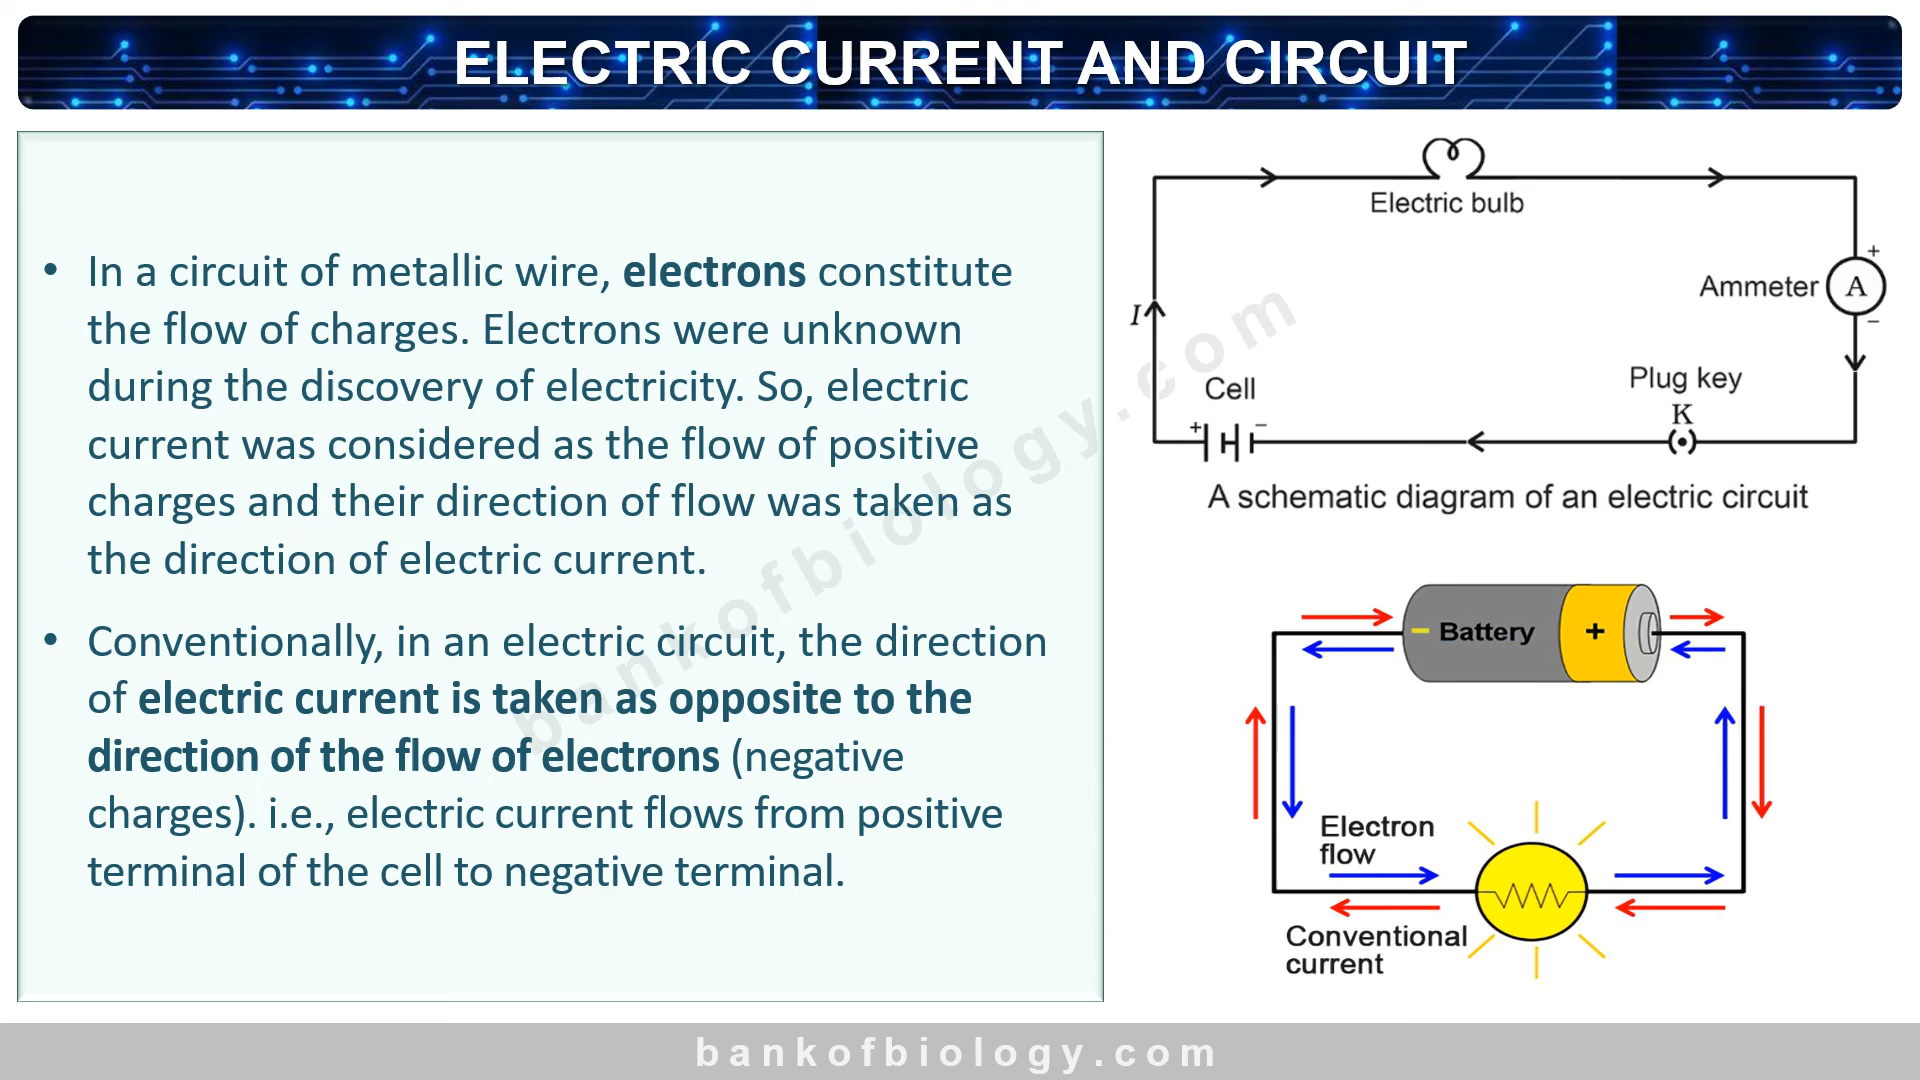 ELECTRIC CURRENT AND CIRCUIT
• In a circuit of metallic wire, electrons constitute
the flow of charges. Electrons were unknown
during the discovery of electricity. So, electric
current was considered as the flow of positive
charges and their direction of flow was taken as
the direction of electric current.
• Conventionally, in an electric circuit, the direction
of electric current is taken as opposite to the
direction of the flow of electrons (negative
charges). i.e., electric current flows from positive
terminal of the cell to negative terminal.
Electric bulb
+
Ammeter A
−
I
Plug key
K
Cell
+ −
A schematic diagram of an electric circuit
− Battery +
Electron
flow
Conventional
current
bankofbiology.com
bankofbiology.com